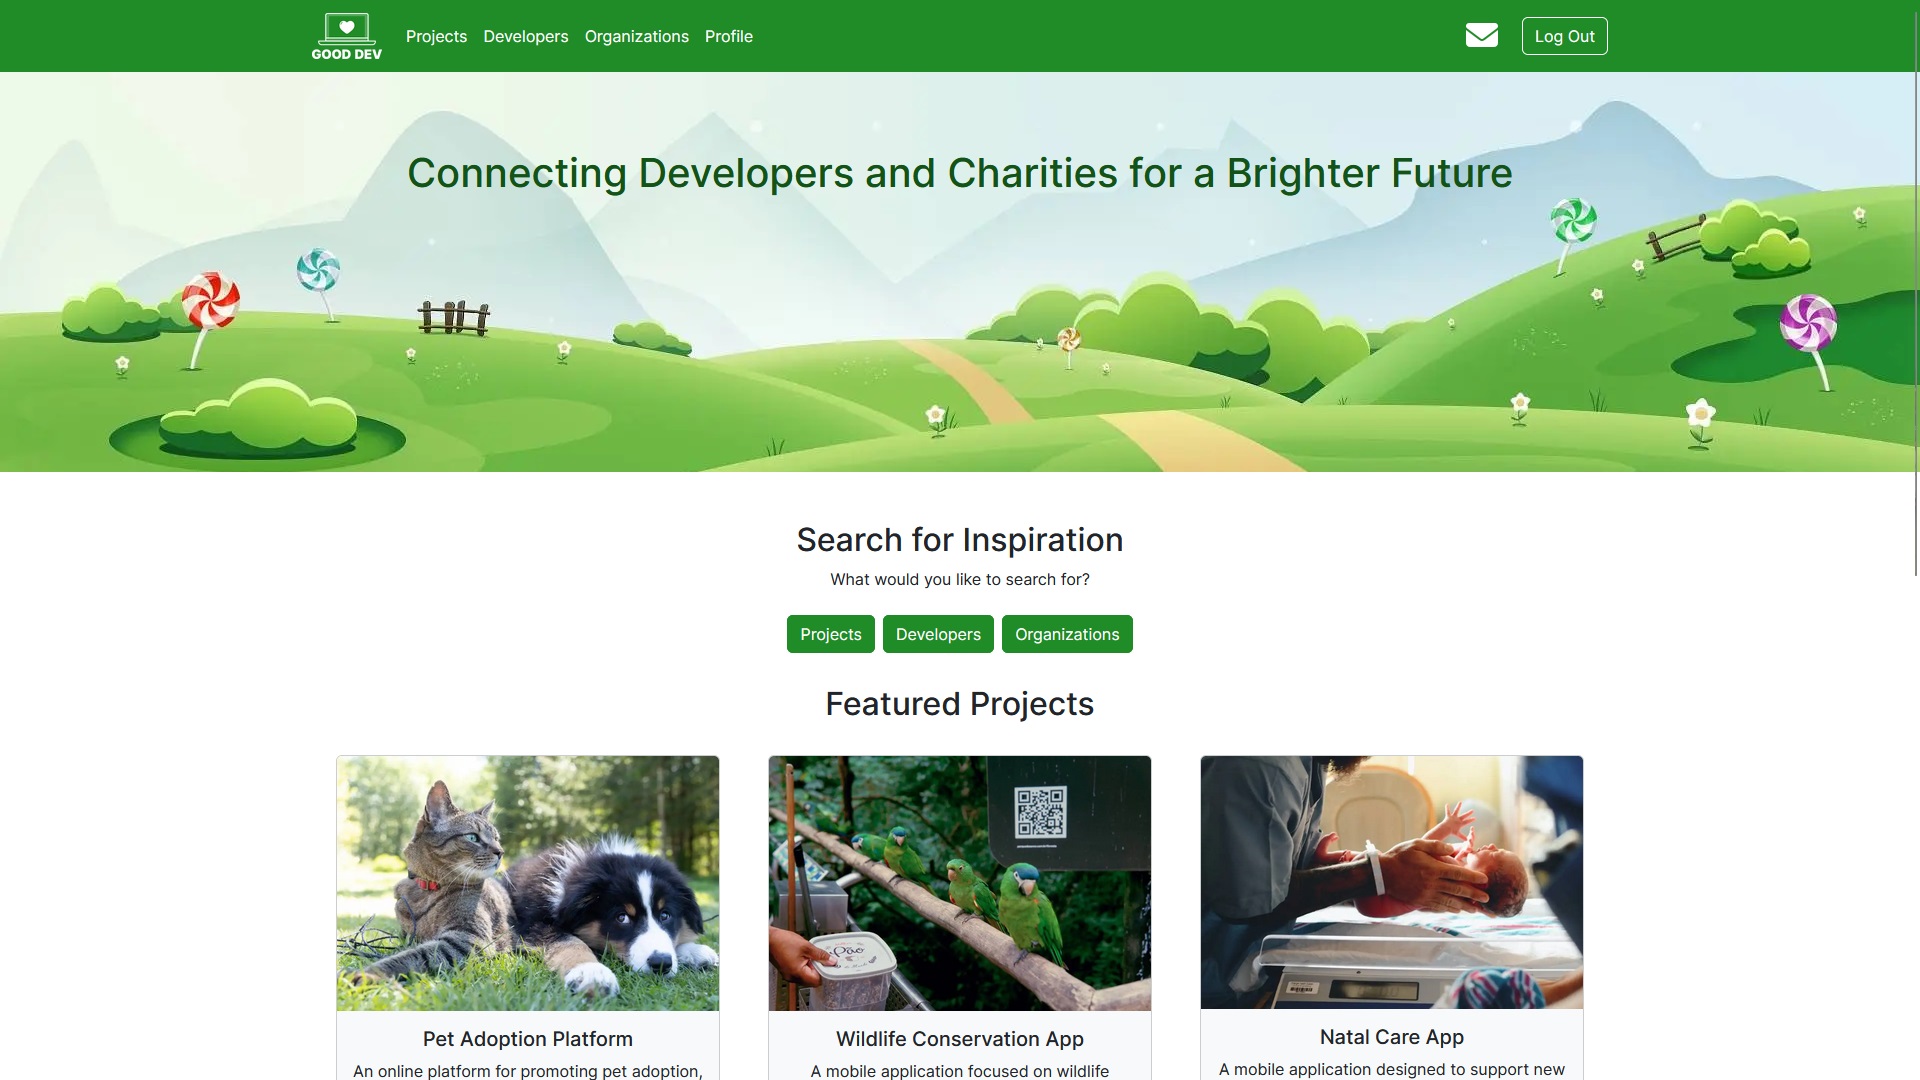 GOOD DEV
Projects
Developers
Organizations
Profile
Log Out
Connecting Developers and Charities for a Brighter Future
Search for Inspiration
What would you like to search for?
Projects
Developers
Organizations
Featured Projects
Pão
Pet Adoption Platform
An online platform for promoting pet adoption,
Wildlife Conservation App
A mobile application focused on wildlife
Natal Care App
A mobile application designed to support new